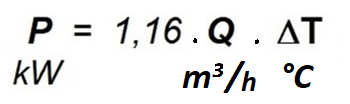 P = 1,16 . Q . ΔT
kW m³/h °C